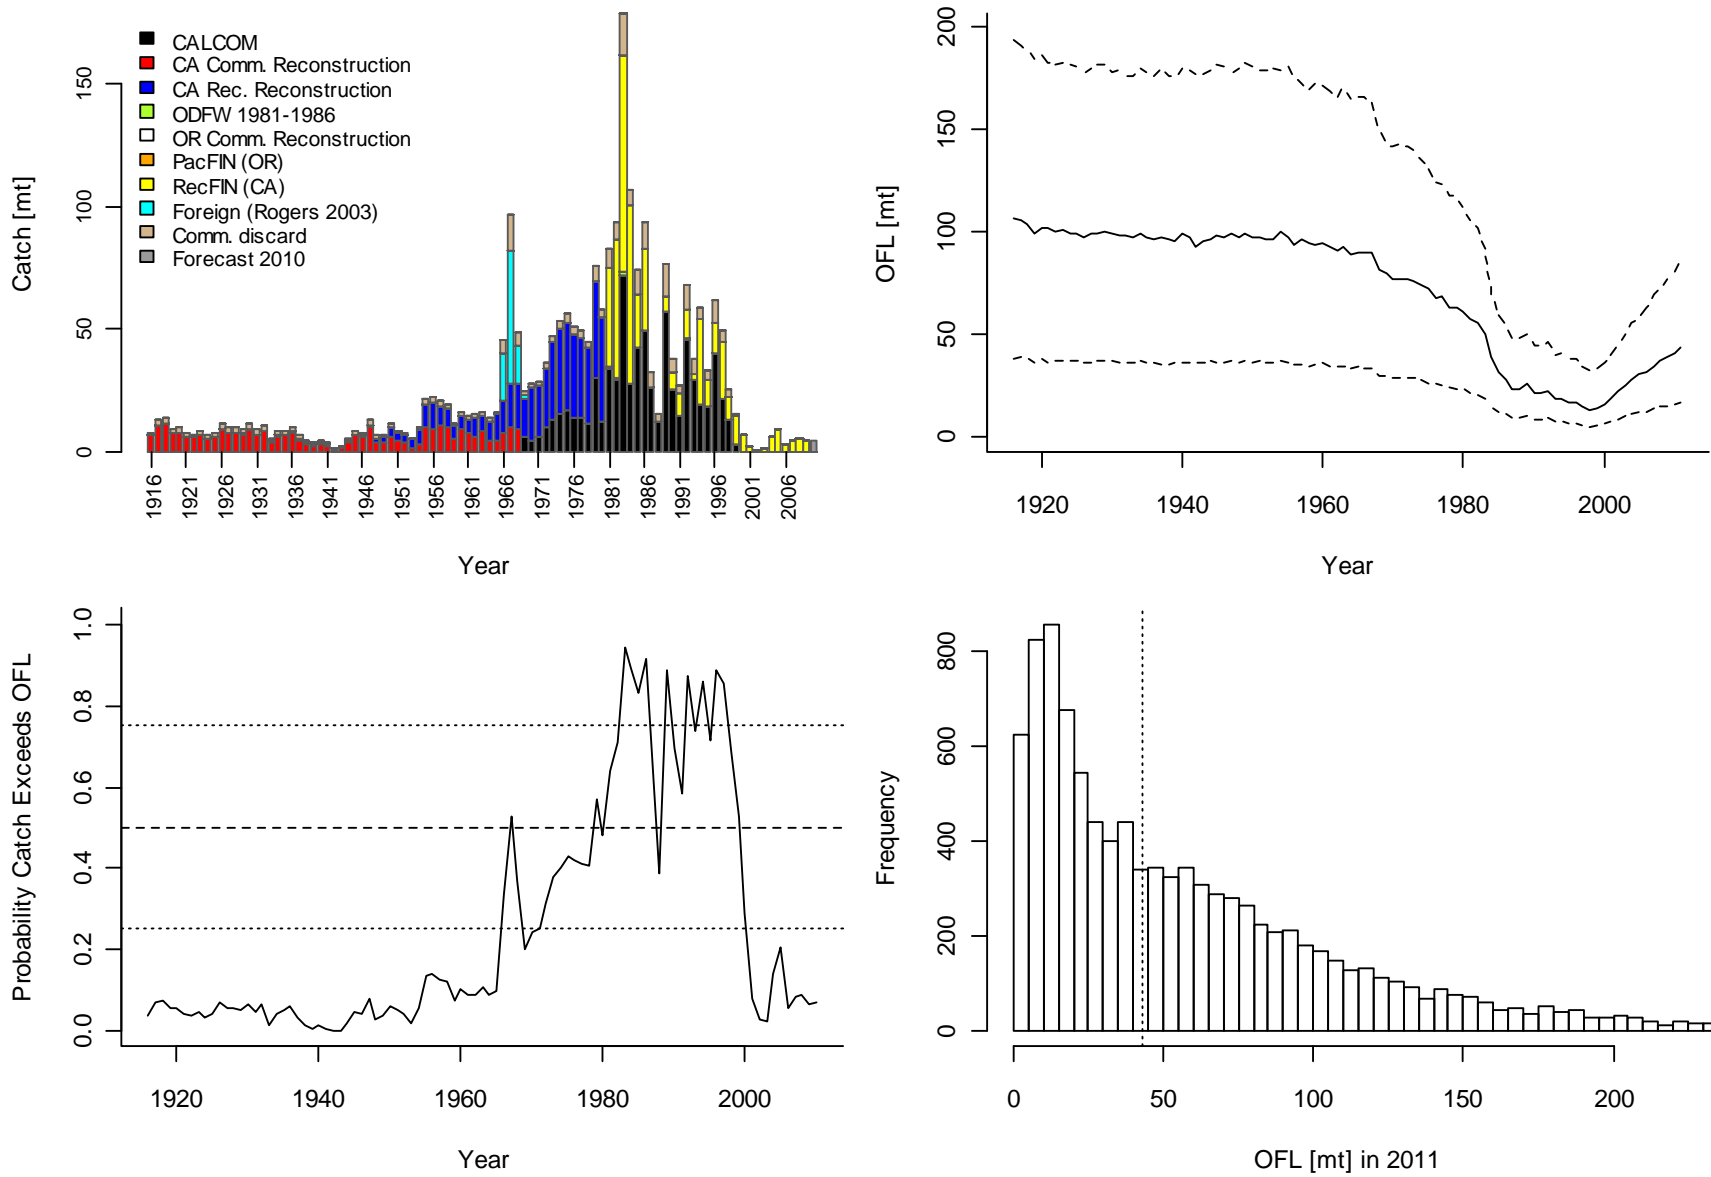 CALCOM
CA Comm. Reconstruction
CA Rec. Reconstruction
ODFW 1981-1986
OR Comm. Reconstruction
PacFIN (OR)
RecFIN (CA)
Foreign (Rogers 2003)
Comm. discard
Forecast 2010
Catch [mt]
150
100
50
0
1916 1921 1926 1931 1936 1941 1946 1951 1956 1961 1966 1971 1976 1981 1986 1991 1996 2001 2006
Year
OFL [mt]
200
150
100
50
0
1920 1940 1960 1980 2000
Year
Probability Catch Exceeds OFL
1.0
0.8
0.6
0.4
0.2
0.0
1920 1940 1960 1980 2000
Year
Frequency
800
600
400
200
0
0 50 100 150 200
OFL [mt] in 2011